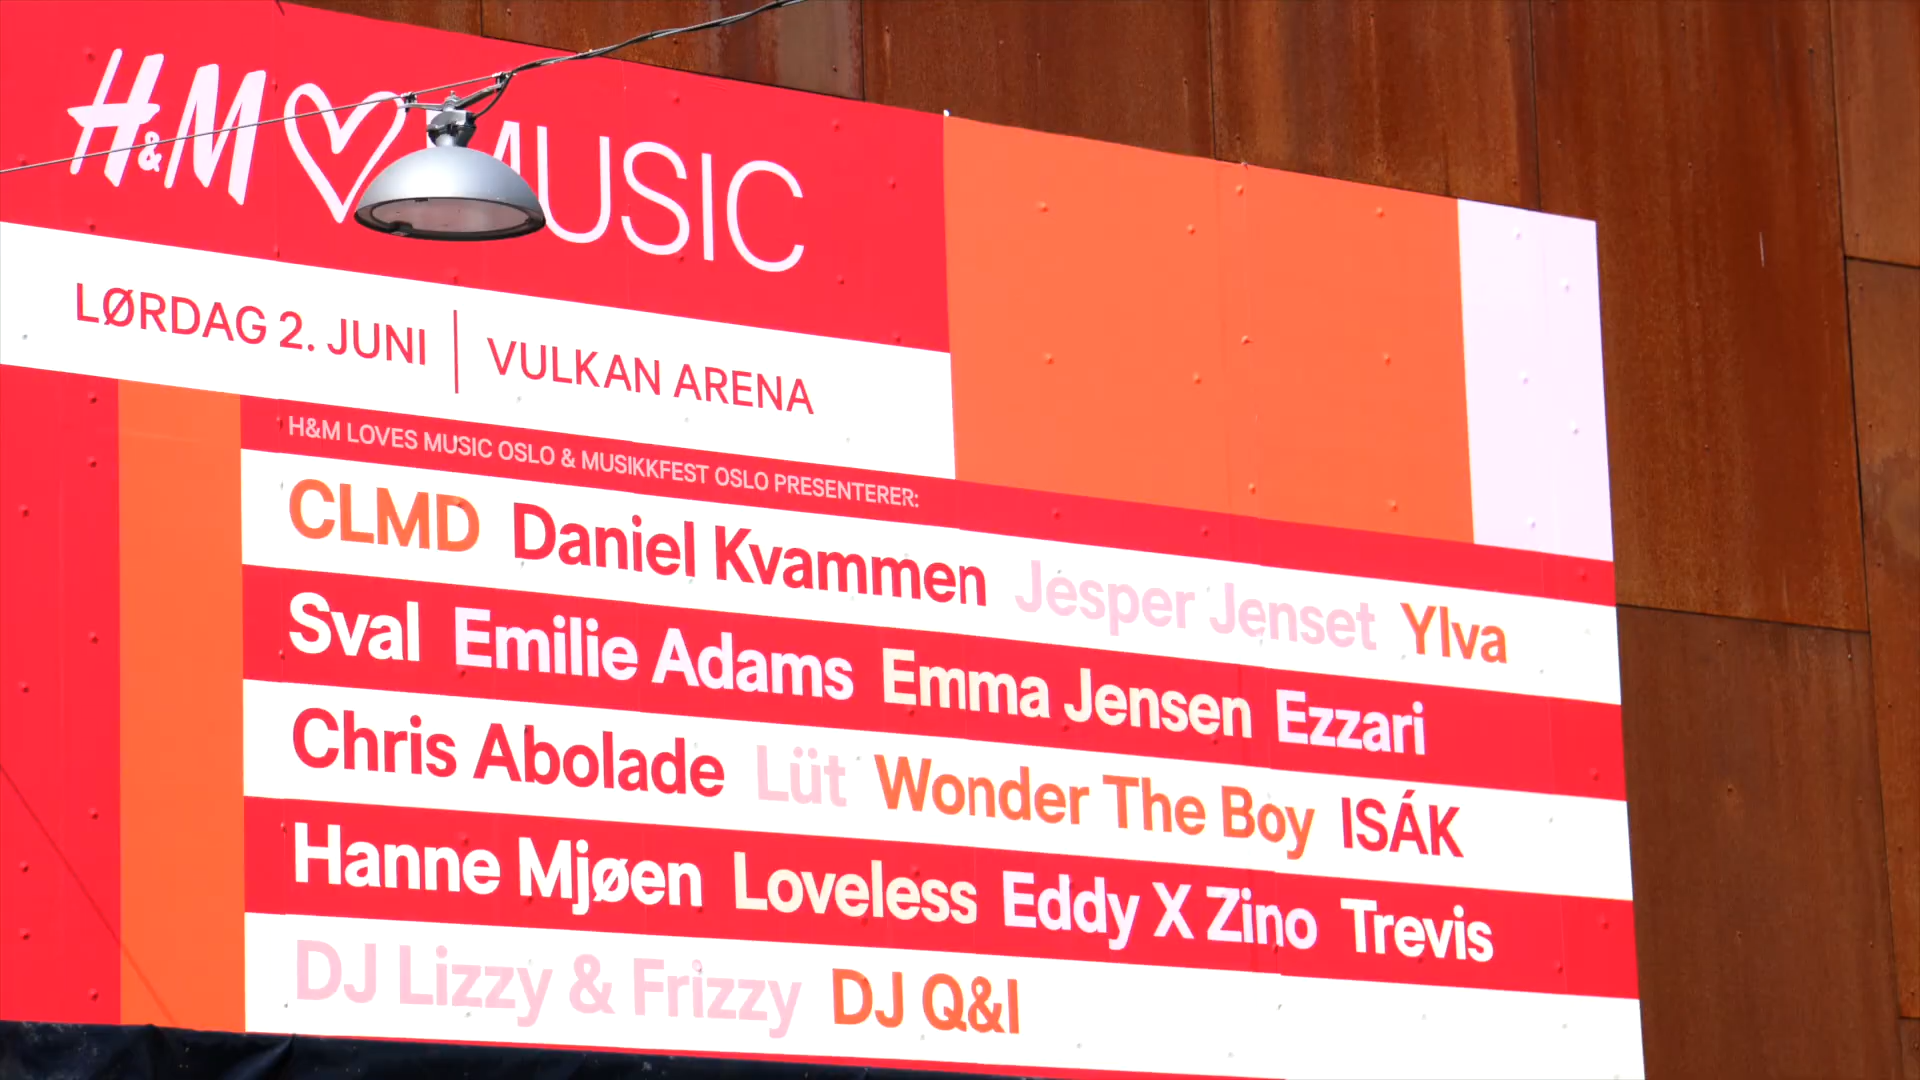 H&M MUSIC
LØRDAG 2. JUNI | VULKAN ARENA
H&M LOVES MUSIC OSLO & MUSIKKFEST OSLO PRESENTERER:
CLMD Daniel Kvammen Jesper Jenset Ylva
Sval Emilie Adams Emma Jensen Ezzari
Chris Abolade Lüt Wonder The Boy ISÁK
Hanne Mjøen Loveless Eddy X Zino Trevis
DJ Lizzy & Frizzy DJ Q&I